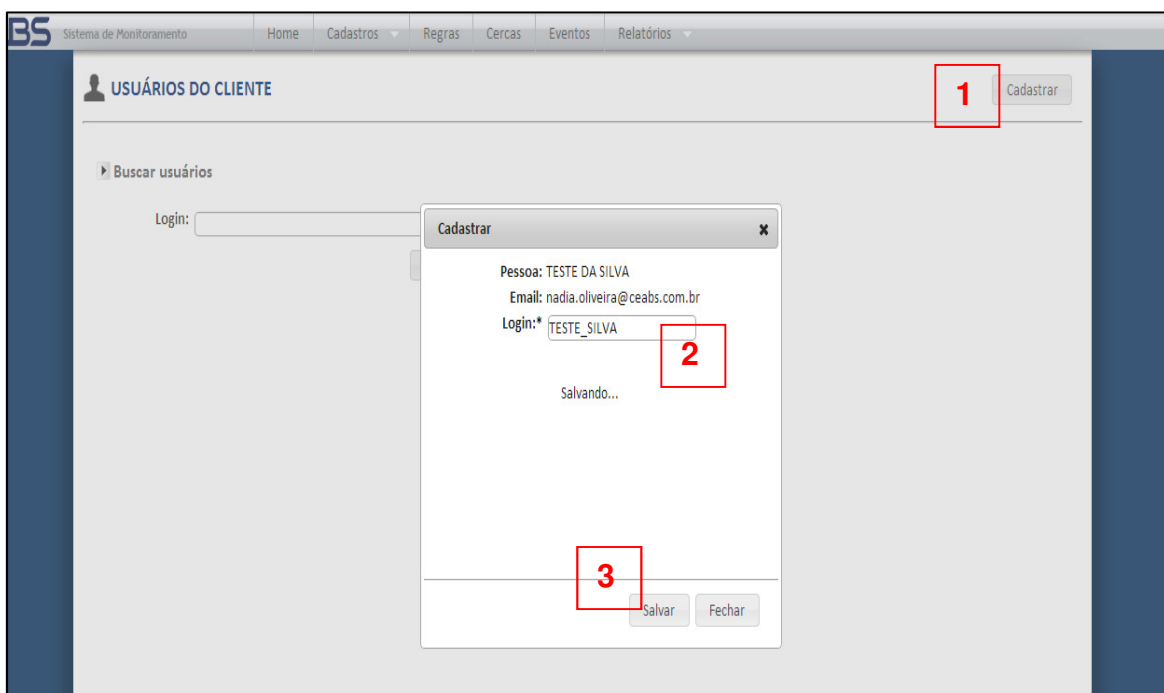 BS Sistema de Monitoramento Home Cadastros Regras Cercas Eventos Relatórios
USUÁRIOS DO CLIENTE
1
Cadastrar
Buscar usuários
Login:
Cadastrar
Pessoa: TESTE DA SILVA
Email: nadia.oliveira@ceabs.com.br
Login:* TESTE_SILVA
2
Salvando...
3
Salvar Fechar